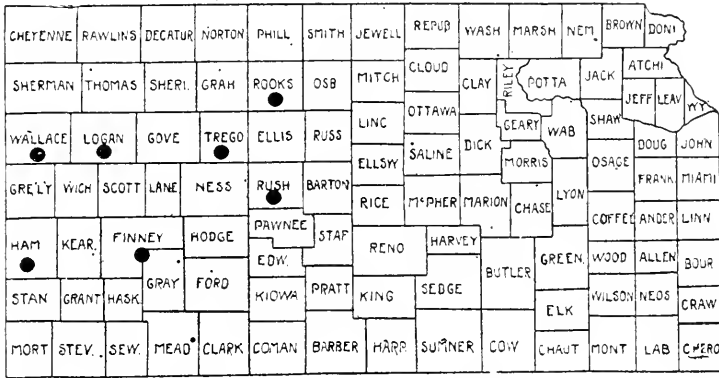 CHEYENNE RAWLINS DECATUR NORTON PHILL SMITH JEWELL REPUB WASH MARSH NEM. BROWN DONI
SHERMAN THOMAS SHERI. GRAH ROOKS OSB MITCH CLOUD CLAY RILEY POTTA JACK ATCHI
JEFF LEAV WY
OTTAWA
WALLACE LOGAN GOVE TREGO ELLIS RUSS LINC SALINE DICK GEARY WAB SHAW DOUG JOHN
ELLSW MORRIS OSAGE
GRE'LY WICH SCOTT LANE NESS RUSH BARTON RICE McPHER MARION CHASE LYON FRANK MIAMI
HAM KEAR. FINNEY HODGE PAWNEE STAF RENO HARVEY COFFEE ANDER LINN
EDW. BUTLER GREEN. WOOD ALLEN BOUR
STAN GRANT HASK GRAY FORD KIOWA PRATT KING SEDGE ELK WILSON NEOS CRAW
MORT STEV. SEW. MEAD CLARK COMAN BARBER HARP. SUMNER COW CHAUT MONT LAB CHERO